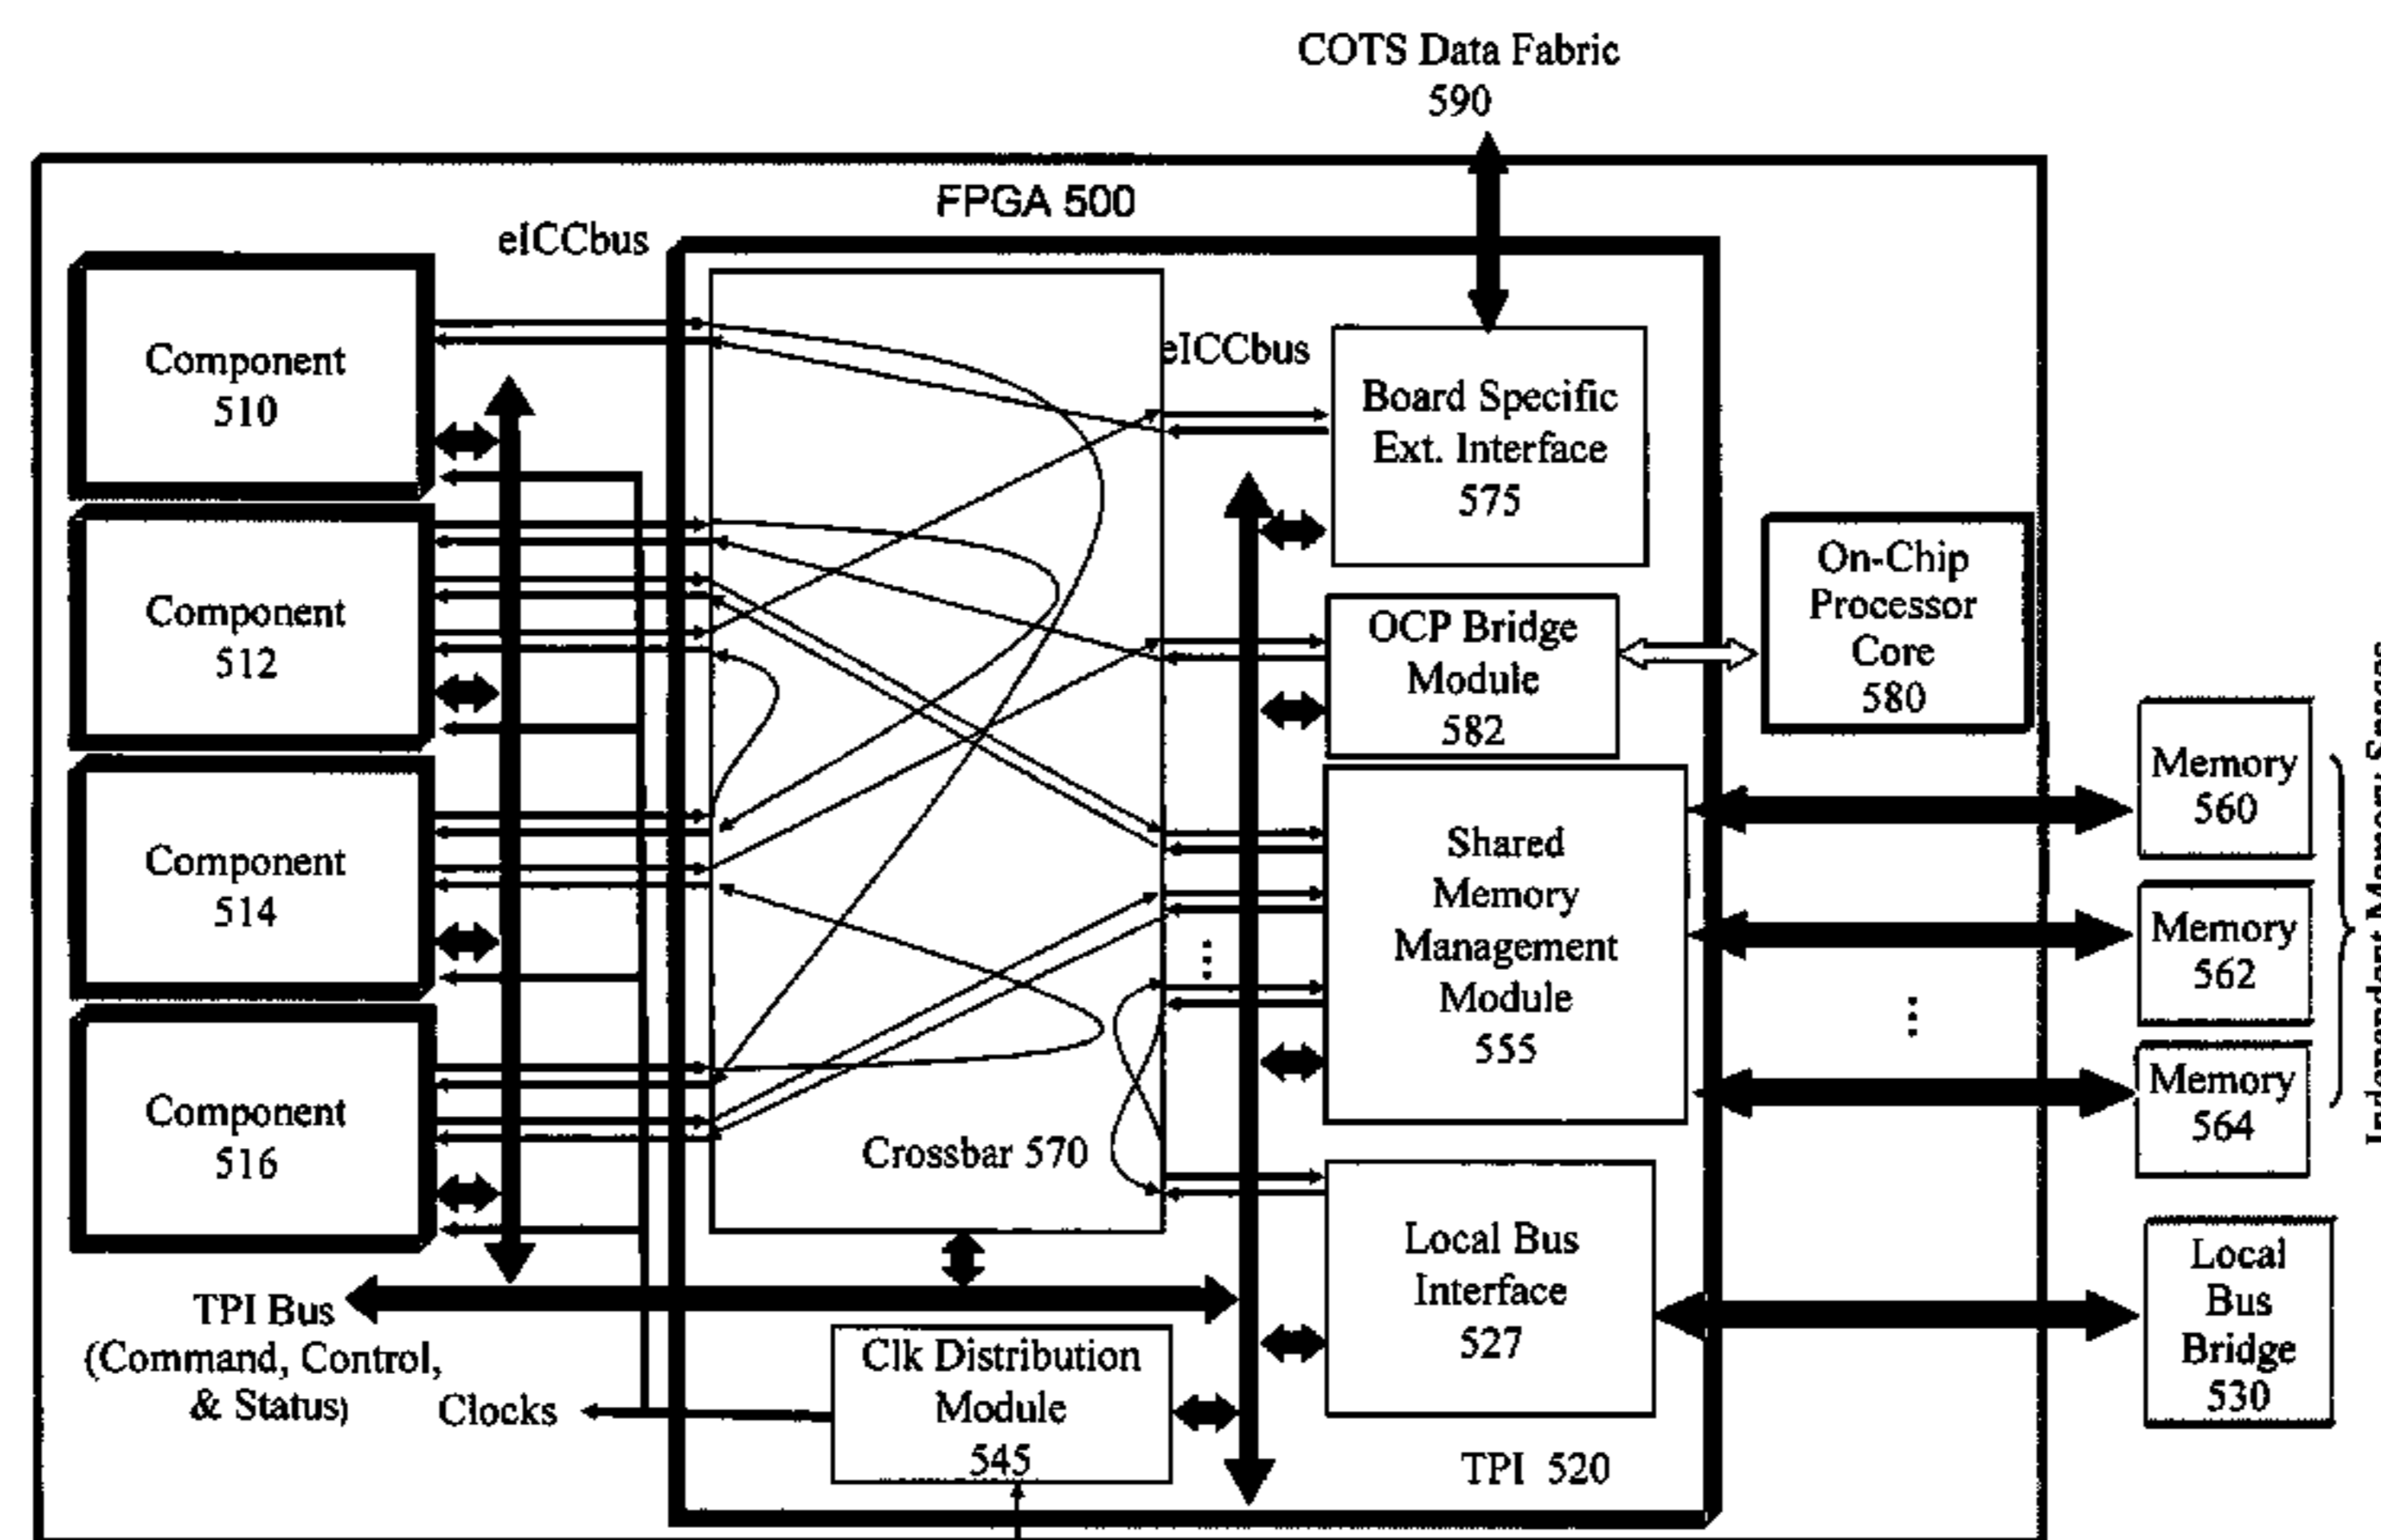 COTS Data Fabric
590
FPGA 500
eICCbus
Component
510
Component
512
Component
514
Component
516
eICCbus
Board Specific
Ext. Interface
575
OCP Bridge
Module
582
On-Chip
Processor
Core
580
Shared
Memory
Management
Module
555
Memory
560
Memory
562
Memory
564
Independent Memory Spaces
Crossbar 570
Local Bus
Interface
527
Local
Bus
Bridge
530
TPI Bus
(Command, Control,
& Status)
Clocks
Clk Distribution
Module
545
TPI 520